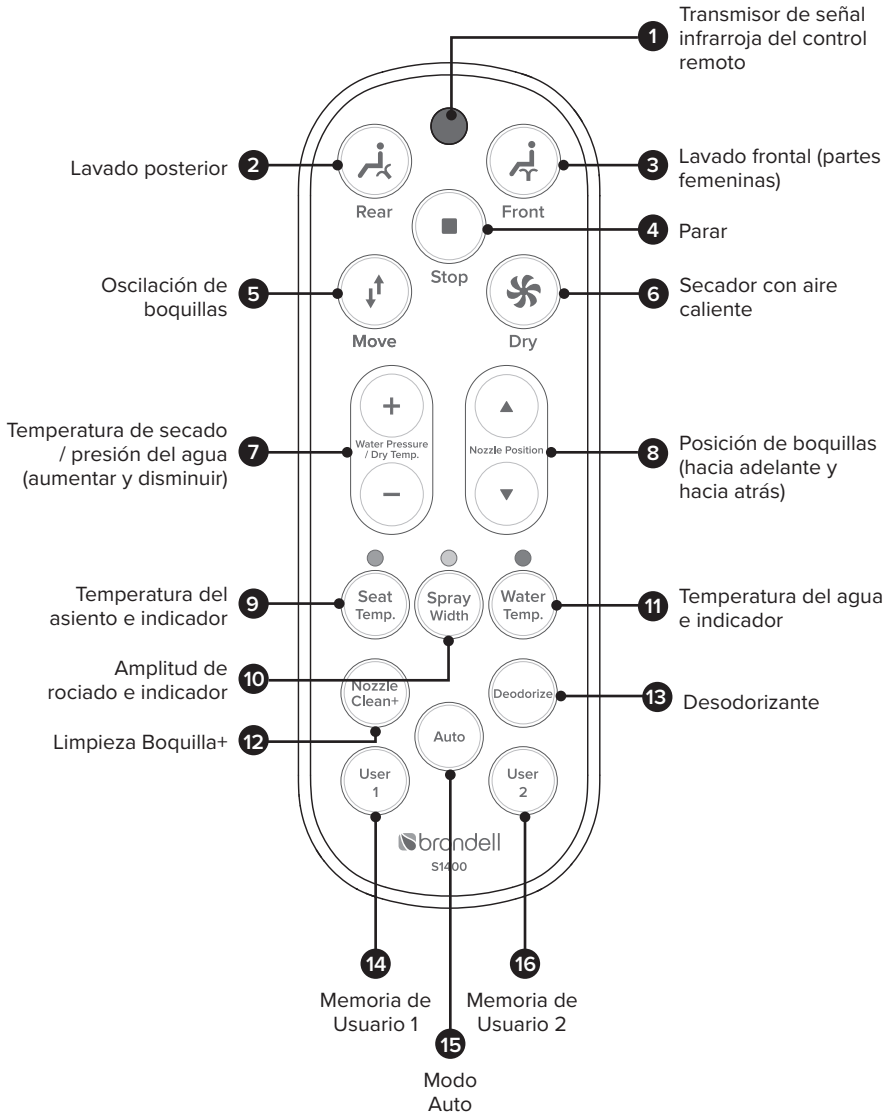 1
Transmisor de señal
infrarroja del control
remoto
2
Lavado posterior
Rear
Front
3
Lavado frontal (partes
femeninas)
4
Parar
Stop
5
Oscilación de
boquillas
Move
Dry
6
Secador con aire
caliente
7
Temperatura de secado
/ presión del agua
(aumentar y disminuir)
+
Water Pressure
/ Dry Temp.
−
Nozzle Position
8
Posición de boquillas
(hacia adelante y
hacia atrás)
9
Temperatura del
asiento e indicador
Seat
Temp.
Spray
Width
Water
Temp.
11
Temperatura del agua
e indicador
10
Amplitud de
rociado e indicador
Nozzle
Clean+
Deodorize
13
Desodorizante
12
Limpieza Boquilla+
Auto
User
1
User
2
brondell
S1400
14
Memoria de
Usuario 1
16
Memoria de
Usuario 2
15
Modo
Auto